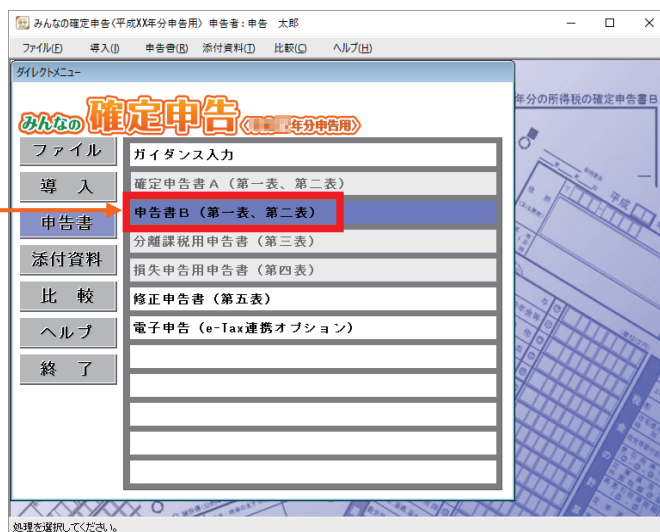 みんなの確定申告〈平成XX年分申告用〉 申告者：申告 太郎
ファイル(F) 導入(I) 申告書(R) 添付資料(T) 比較(C) ヘルプ(H)
ダイレクトメニュー
年分の所得税の確定申告書B
みんなの確定申告〈年分申告用〉
ファイル
導 入
申告書
添付資料
比 較
ヘルプ
終 了
ガイダンス入力
確定申告書A（第一表、第二表）
申告書B（第一表、第二表）
分離課税用申告書（第三表）
損失申告用申告書（第四表）
修正申告書（第五表）
電子申告（e-Tax連携オプション）
平成
処理を選択してください。